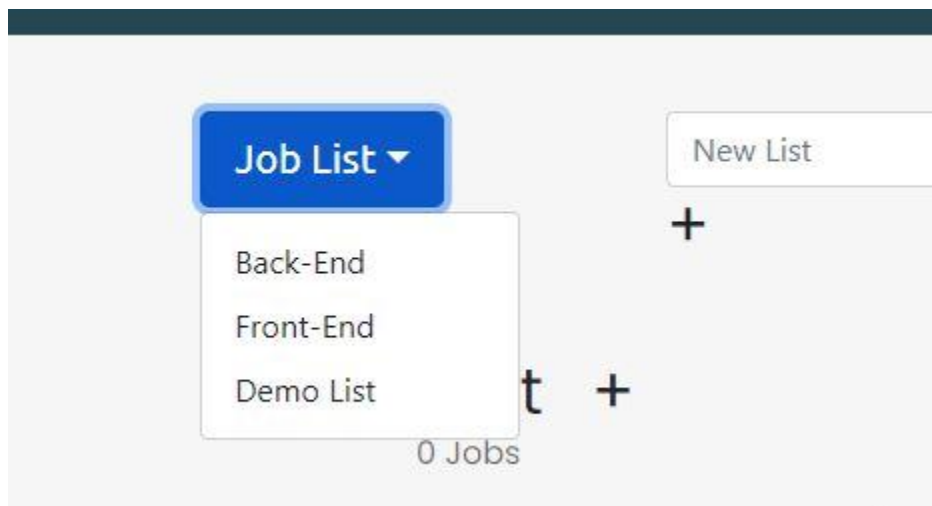 Job List
New List
+
Back-End
Front-End
Demo List
t +
0 Jobs